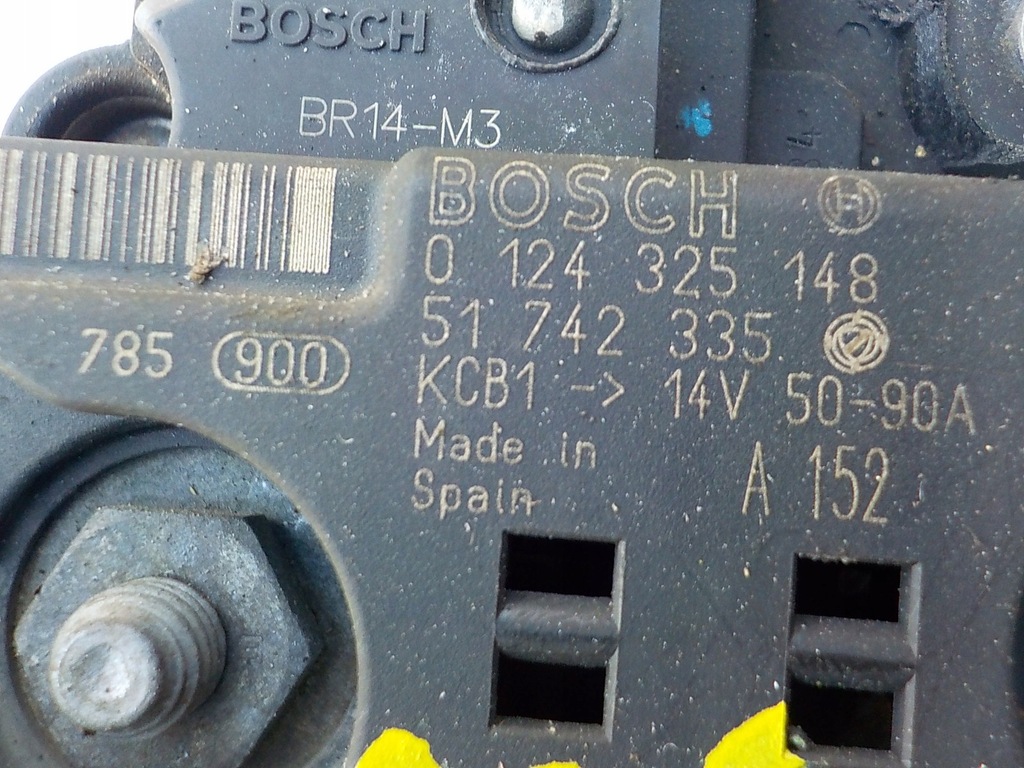 BOSCH
BR14-M3
BOSCH H
0 124 325 148
51 742 335
785 900
KCB1 -> 14V 50-90A
Made in
Spain
A 152